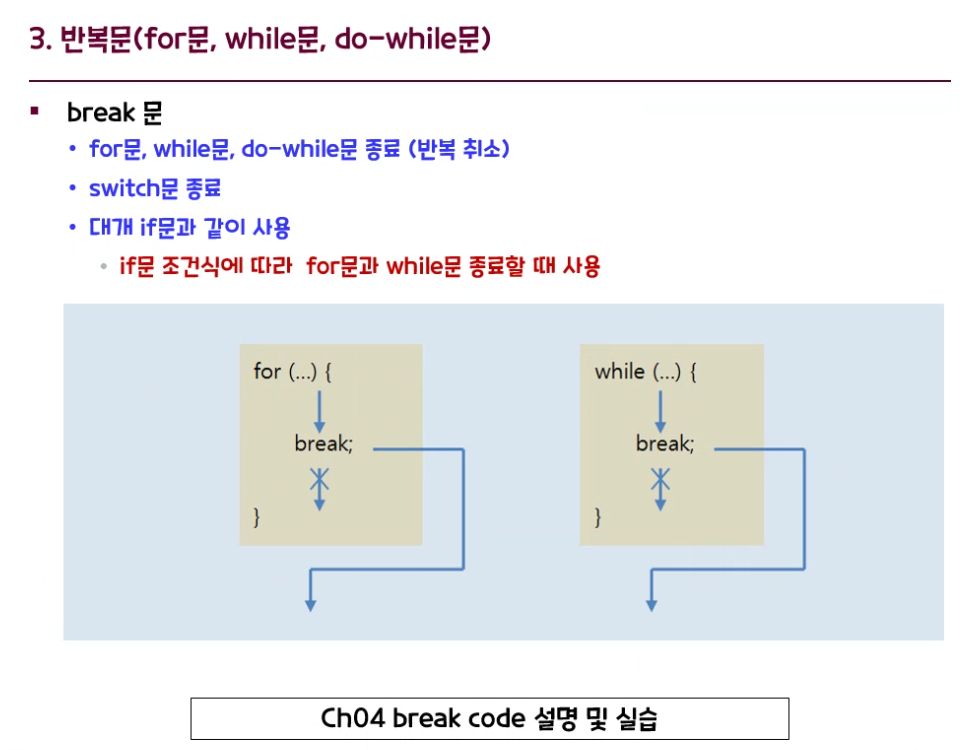 3. 반복문(for문, while문, do-while문)
▪ break 문
• for문, while문, do-while문 종료 (반복 취소)
• switch문 종료
• 대개 if문과 같이 사용
• if문 조건식에 따라 for문과 while문 종료할 때 사용
for (...) {
break;
}
while (...) {
break;
}
Ch04 break code 설명 및 실습